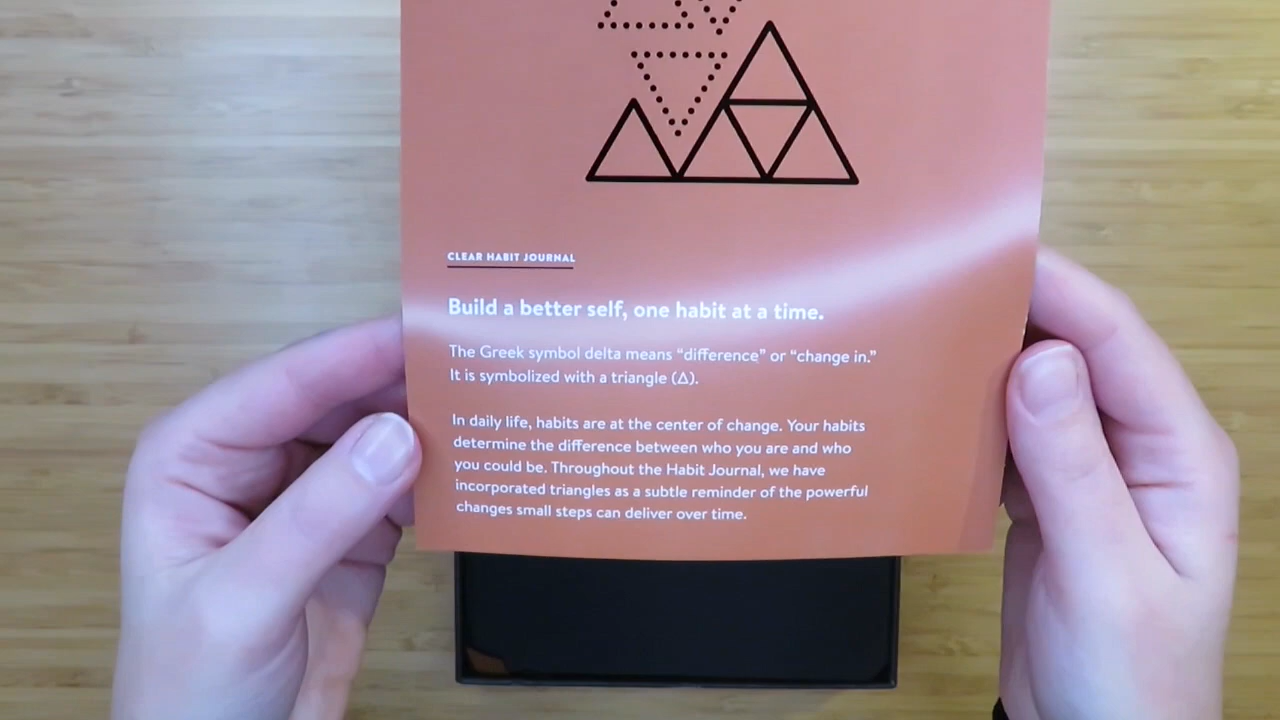 CLEAR HABIT JOURNAL
Build a better self, one habit at a time.
The Greek symbol delta means “difference” or “change in.”
It is symbolized with a triangle (Δ).
In daily life, habits are at the center of change. Your habits
determine the difference between who you are and who
you could be. Throughout the Habit Journal, we have
incorporated triangles as a subtle reminder of the powerful
changes small steps can deliver over time.